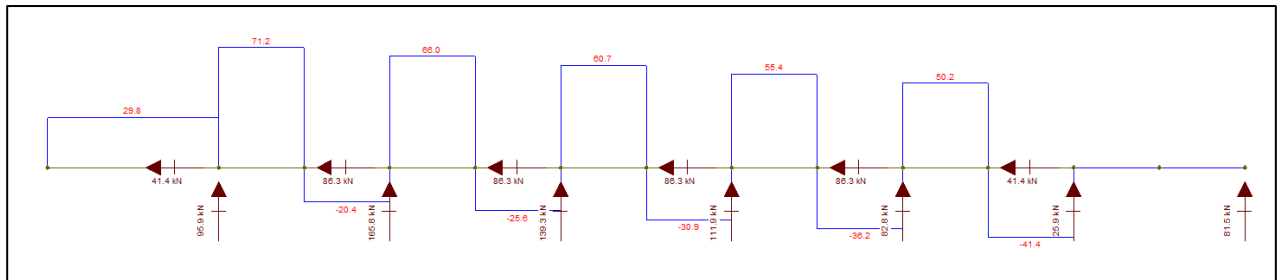 71.2
66.0
60.7
55.4
50.2
29.8
41.4 kN
86.3 kN
86.3 kN
86.3 kN
86.3 kN
41.4 kN
-20.4
-25.6
-30.9
-36.2
-41.4
95.9 kN
165.8 kN
139.3 kN
111.9 kN
82.8 kN
25.9 kN
81.5 kN